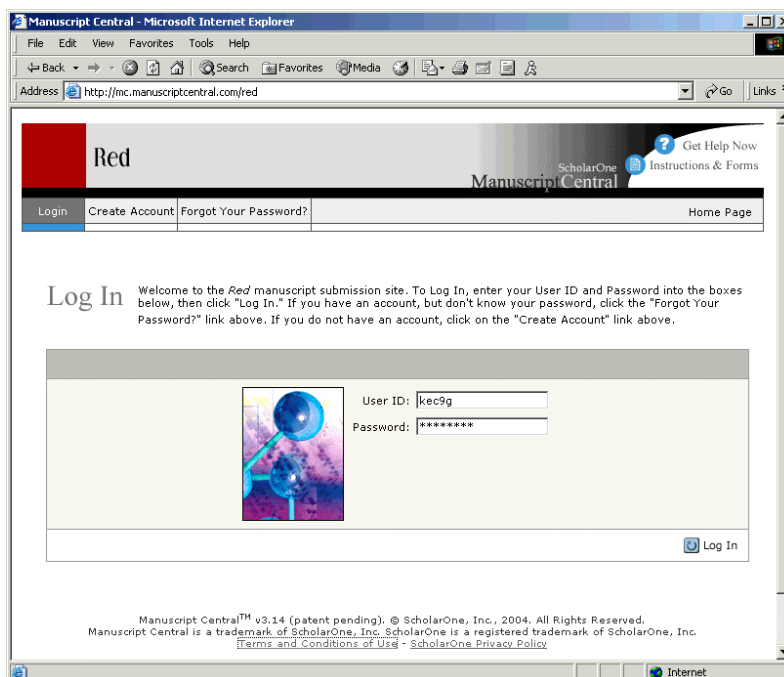 Manuscript Central - Microsoft Internet Explorer
File Edit View Favorites Tools Help
Back Search Favorites Media
Address http://mc.manuscriptcentral.com/red Go Links
Red
Get Help Now
ScholarOne Instructions & Forms
Manuscript Central
Login Create Account Forgot Your Password? Home Page
Log In
Welcome to the Red manuscript submission site. To Log In, enter your User ID and Password into the boxes
below, then click "Log In." If you have an account, but don't know your password, click the "Forgot Your
Password?" link above. If you do not have an account, click on the "Create Account" link above.
User ID: kec9g
Password: ********
Log In
Manuscript Central™ v3.14 (patent pending). © ScholarOne, Inc., 2004. All Rights Reserved.
Manuscript Central is a trademark of ScholarOne, Inc. ScholarOne is a registered trademark of ScholarOne, Inc.
Terms and Conditions of Use - ScholarOne Privacy Policy
Internet